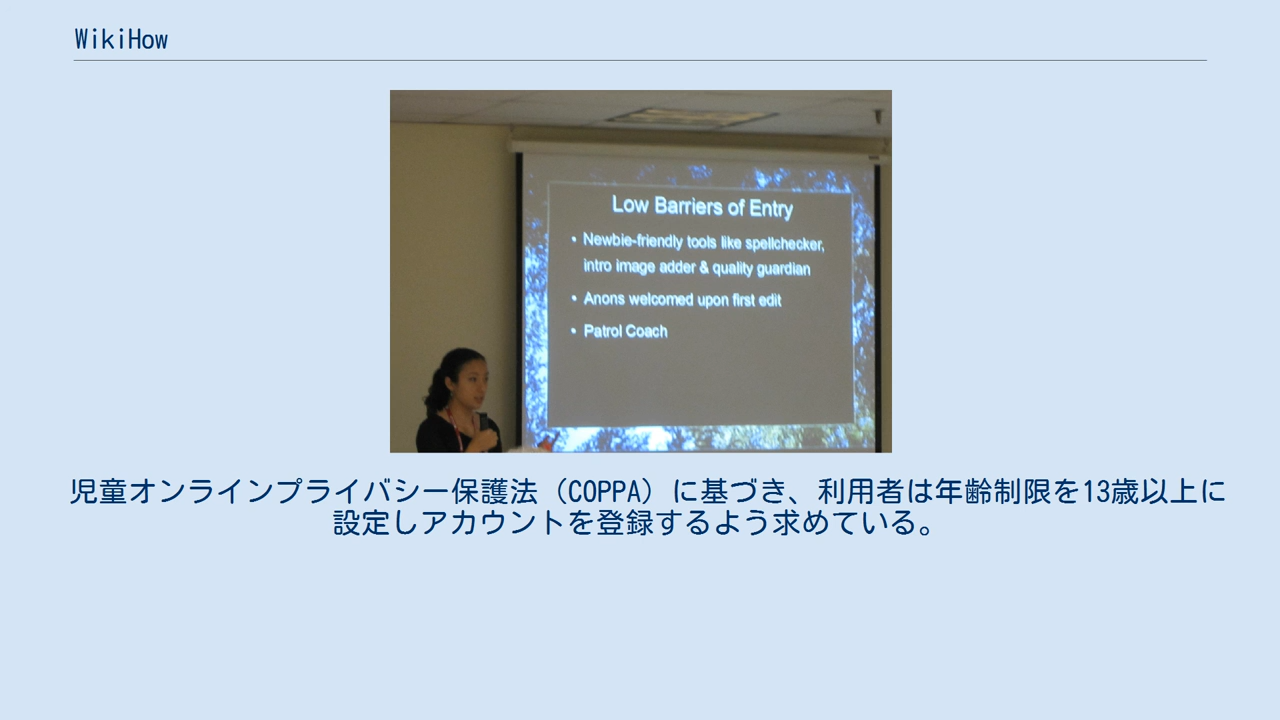 WikiHow
Low Barriers of Entry
• Newbie-friendly tools like spellchecker,
intro image adder & quality guardian
• Anons welcomed upon first edit
• Patrol Coach
児童オンラインプライバシー保護法（COPPA）に基づき、利用者は年齢制限を13歳以上に
設定しアカウントを登録するよう求めている。